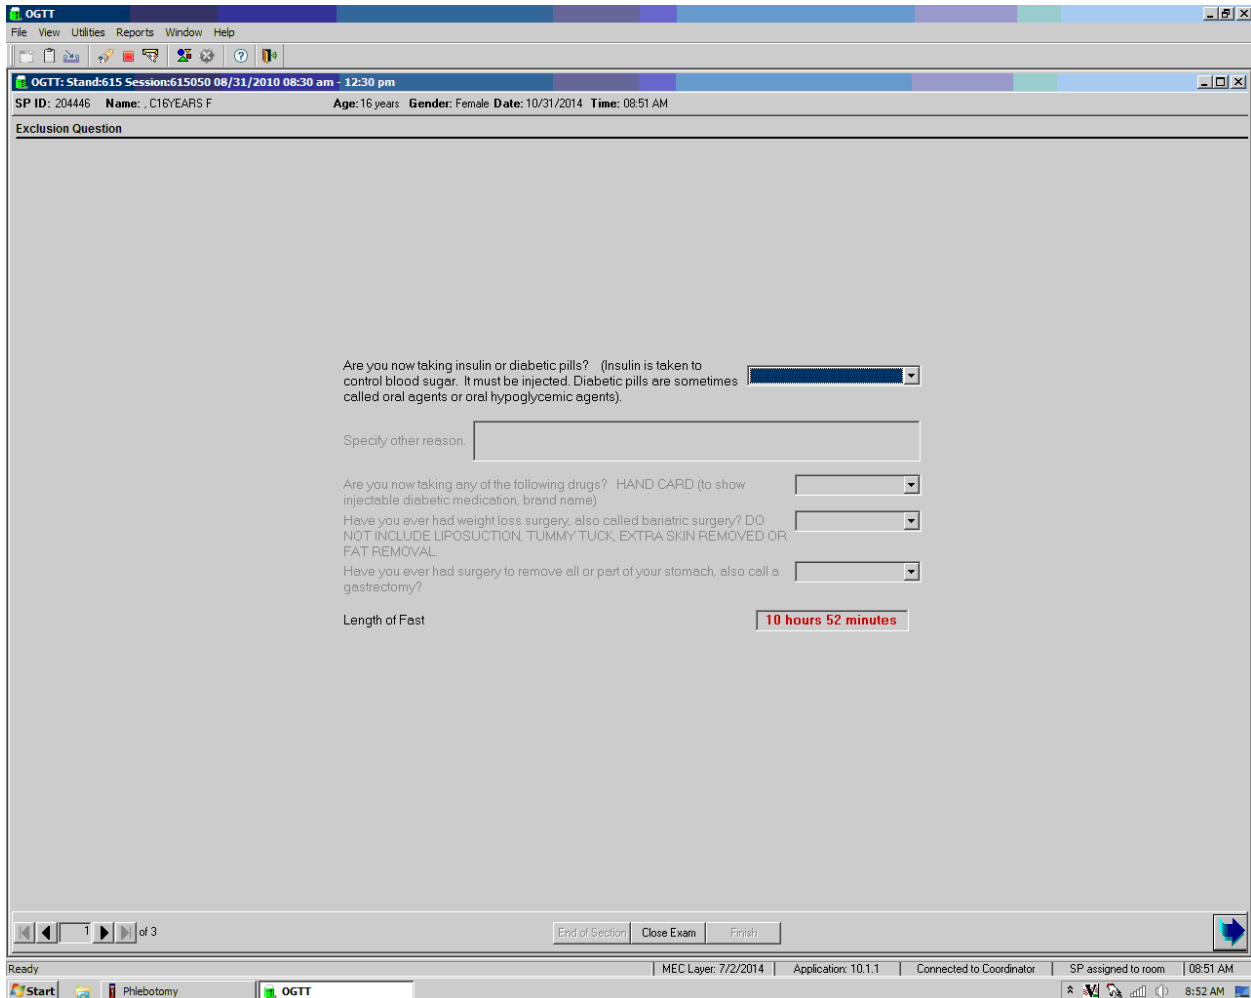 OGTT
File View Utilities Reports Window Help
OGTT: Stand:615 Session:615050 08/31/2010 08:30 am - 12:30 pm
SP ID: 204446 Name: , C16YEARS F Age: 16 years Gender: Female Date: 10/31/2014 Time: 08:51 AM
Exclusion Question
Are you now taking insulin or diabetic pills? (Insulin is taken to
control blood sugar. It must be injected. Diabetic pills are sometimes
called oral agents or oral hypoglycemic agents).
Specify other reason.
Are you now taking any of the following drugs? HAND CARD (to show
injectable diabetic medication, brand name)
Have you ever had weight loss surgery, also called bariatric surgery? DO
NOT INCLUDE LIPOSUCTION, TUMMY TUCK, EXTRA SKIN REMOVED OR
FAT REMOVAL.
Have you ever had surgery to remove all or part of your stomach, also call a
gastrectomy?
Length of Fast 10 hours 52 minutes
1 of 3 End of Section Close Exam Finish
Ready MEC Layer: 7/2/2014 Application: 10.1.1 Connected to Coordinator SP assigned to room 08:51 AM
Start Phlebotomy OGTT 8:52 AM